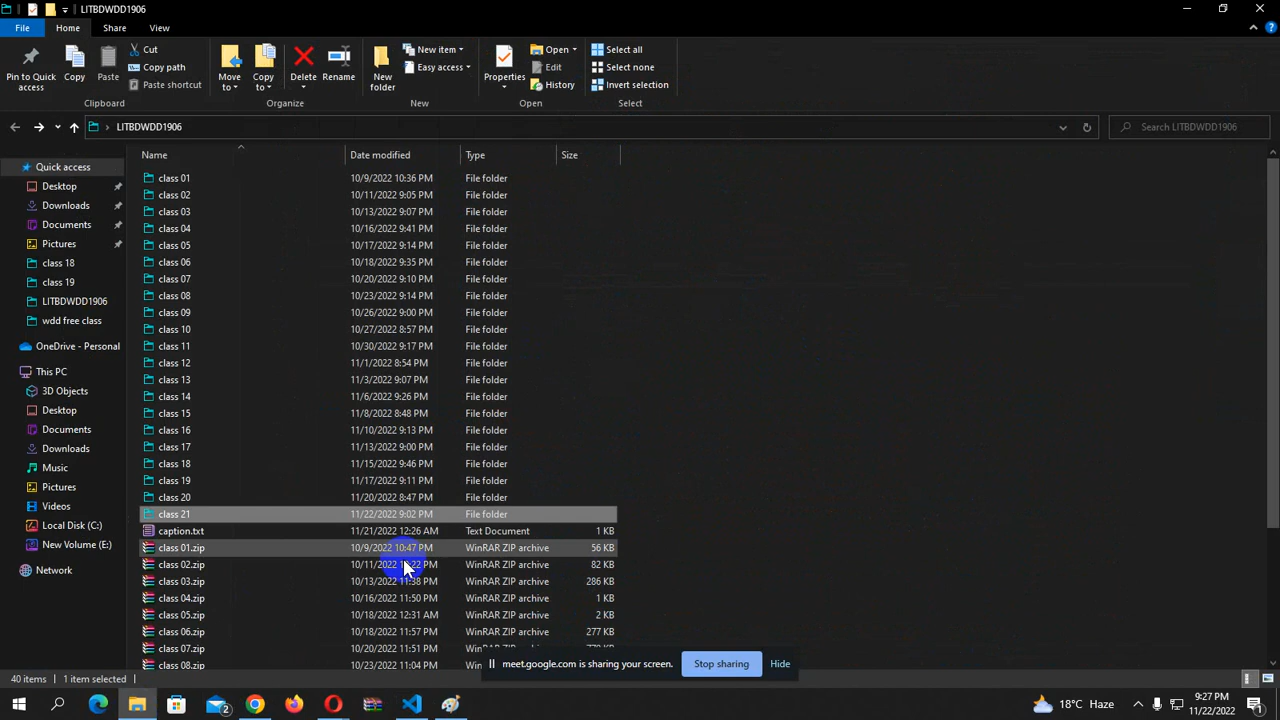 LITBDWDD1906
File
Home
Share
View
Pin to Quick access
Copy
Paste
Cut
Copy path
Paste shortcut
Clipboard
Move to
Copy to
Delete
Rename
Organize
New folder
New item
Easy access
New
Properties
Open
Edit
History
Open
Select all
Select none
Invert selection
Select
LITBDWDD1906
Search LITBDWDD1906
Quick access
Desktop
Downloads
Documents
Pictures
class 18
class 19
LITBDWDD1906
wdd free class
OneDrive - Personal
This PC
3D Objects
Desktop
Documents
Downloads
Music
Pictures
Videos
Local Disk (C:)
New Volume (E:)
Network
Name Date modified Type Size
class 01 10/9/2022 10:36 PM File folder
class 02 10/11/2022 9:05 PM File folder
class 03 10/13/2022 9:07 PM File folder
class 04 10/16/2022 9:41 PM File folder
class 05 10/17/2022 9:14 PM File folder
class 06 10/18/2022 9:35 PM File folder
class 07 10/20/2022 9:10 PM File folder
class 08 10/23/2022 9:14 PM File folder
class 09 10/26/2022 9:00 PM File folder
class 10 10/27/2022 8:57 PM File folder
class 11 10/30/2022 9:17 PM File folder
class 12 11/1/2022 8:54 PM File folder
class 13 11/3/2022 9:07 PM File folder
class 14 11/6/2022 9:26 PM File folder
class 15 11/8/2022 8:48 PM File folder
class 16 11/10/2022 9:13 PM File folder
class 17 11/13/2022 9:00 PM File folder
class 18 11/15/2022 9:46 PM File folder
class 19 11/17/2022 9:11 PM File folder
class 20 11/20/2022 8:47 PM File folder
class 21 11/22/2022 9:02 PM File folder
caption.txt 11/21/2022 12:26 AM Text Document 1 KB
class 01.zip 10/9/2022 10:47 PM WinRAR ZIP archive 56 KB
class 02.zip 10/11/2022 PM WinRAR ZIP archive 82 KB
class 03.zip 10/13/2022 11:38 PM WinRAR ZIP archive 286 KB
class 04.zip 10/16/2022 11:50 PM WinRAR ZIP archive 1 KB
class 05.zip 10/18/2022 12:31 AM WinRAR ZIP archive 2 KB
class 06.zip 10/18/2022 11:57 PM WinRAR ZIP archive 277 KB
class 07.zip 10/20/2022 11:51 PM WinRAR ZIP archive KB
class 08.zip 10/23/2022 11:04 PM
meet.google.com is sharing your screen.
Stop sharing
Hide
40 items
1 item selected
2
18°C Haze
9:27 PM
11/22/2022
1